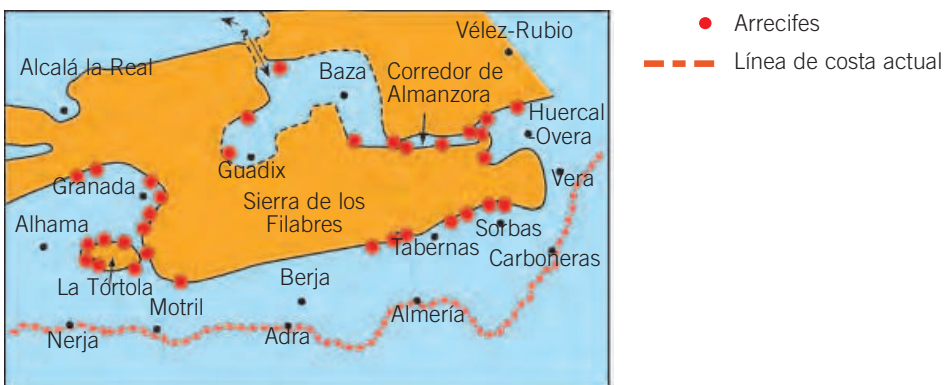 Arrecifes
Línea de costa actual
?
Vélez-Rubio
Alcalá la Real
Baza
Corredor de
Almanzora
Huercal
-Overa
Guadix
Granada
Vera
Sierra de los
Filabres
Alhama
Tabernas
Sorbas
Carboneras
La Tórtola
Berja
Motril
Almería
Nerja
Adra